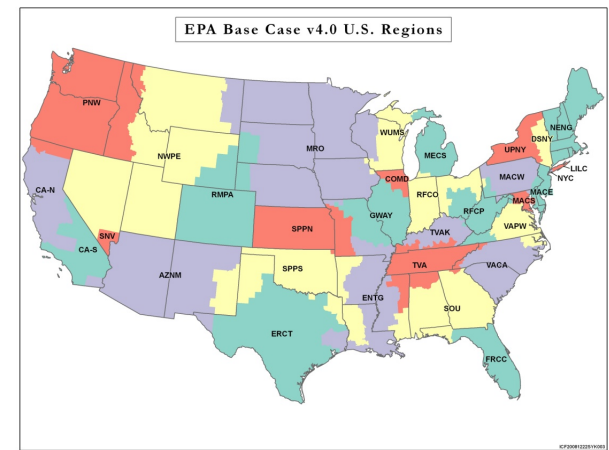 EPA Base Case v4.0 U.S. Regions
PNW
NWPE
MRO
WUMS
MECS
UPNY
DSNY
NENG
LILC
NYC
CA-N
RMPA
COMD
RFCO
MACW
MACE
MACS
GWAY
RFCP
VAPW
CA-S
SNV
SPPN
TVAK
AZNM
SPPS
TVA
VACA
ENTG
SOU
ERCT
FRCC
ICF20081222SYK003